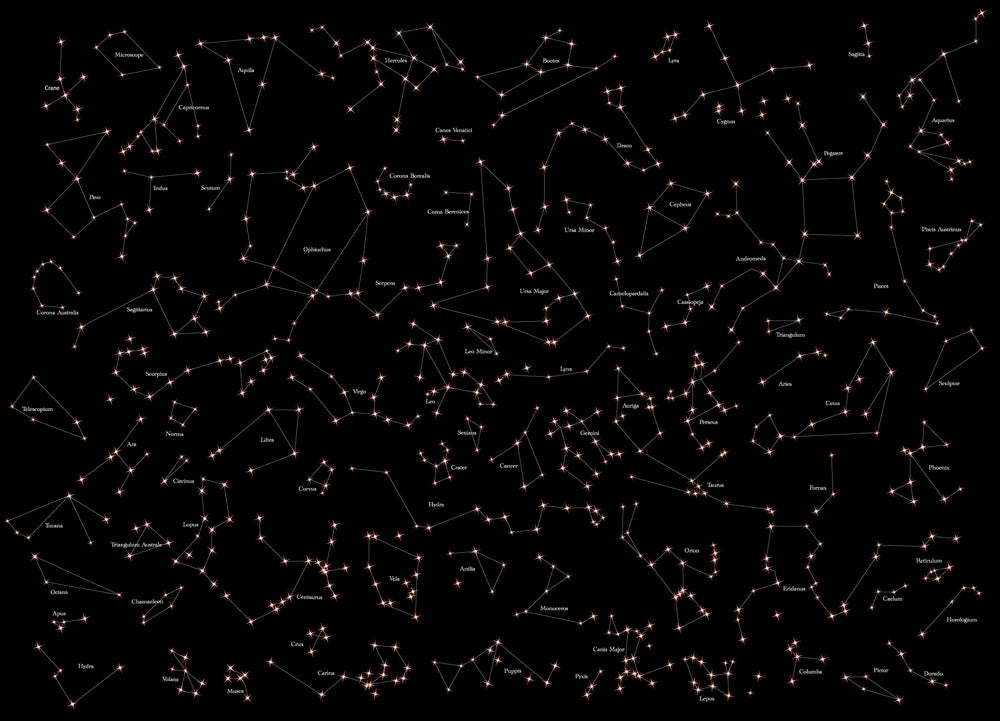 Microscope
Lyra
Sagitta
Hercules
Bootes
Aquila
Crane
Capricornus
Cygnus
Aquarius
Canes Venatici
Draco
Pegasus
Corona Borealis
Indus
Scutum
Pavo
Cepheus
Coma Berenices
Ursa Minor
Piscis Austrinus
Ophiuchus
Andromeda
Serpens
Pisces
Ursa Major
Camelopardalis
Cassiopeja
Sagittarius
Corona Australis
Triangulum
Leo Minor
Lynx
Scorpius
Aries
Sculptor
Virgo
Leo
Auriga
Cetus
Telescopium
Perseus
Norma
Sextans
Gemini
Libra
Ara
Crater
Cancer
Phoenix
Circinus
Corvus
Taurus
Fornax
Hydra
Tucana
Lupus
Triangulum Australe
Orion
Reticulum
Antlia
Vela
Octans
Eridanus
Centaurus
Caelum
Chamaeleon
Monoceros
Apus
Horologium
Crux
Canis Major
Hydra
Carina
Puppis
Columba
Pictor
Dorado
Volans
Pyxis
Musca
Lepus